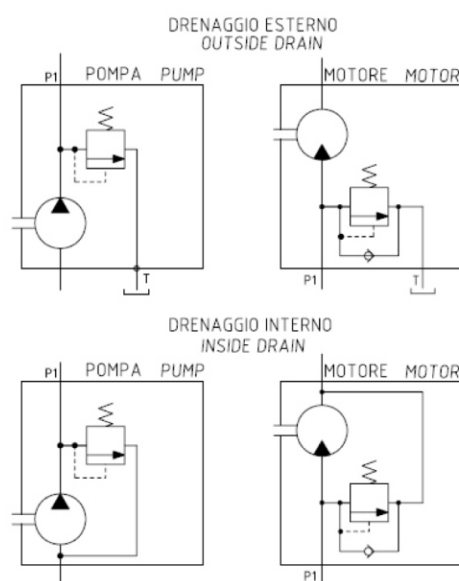 DRENAGGIO ESTERNO
OUTSIDE DRAIN
P1 POMPA PUMP
MOTORE MOTOR
T
P1 T
DRENAGGIO INTERNO
INSIDE DRAIN
P1 POMPA PUMP
MOTORE MOTOR
P1